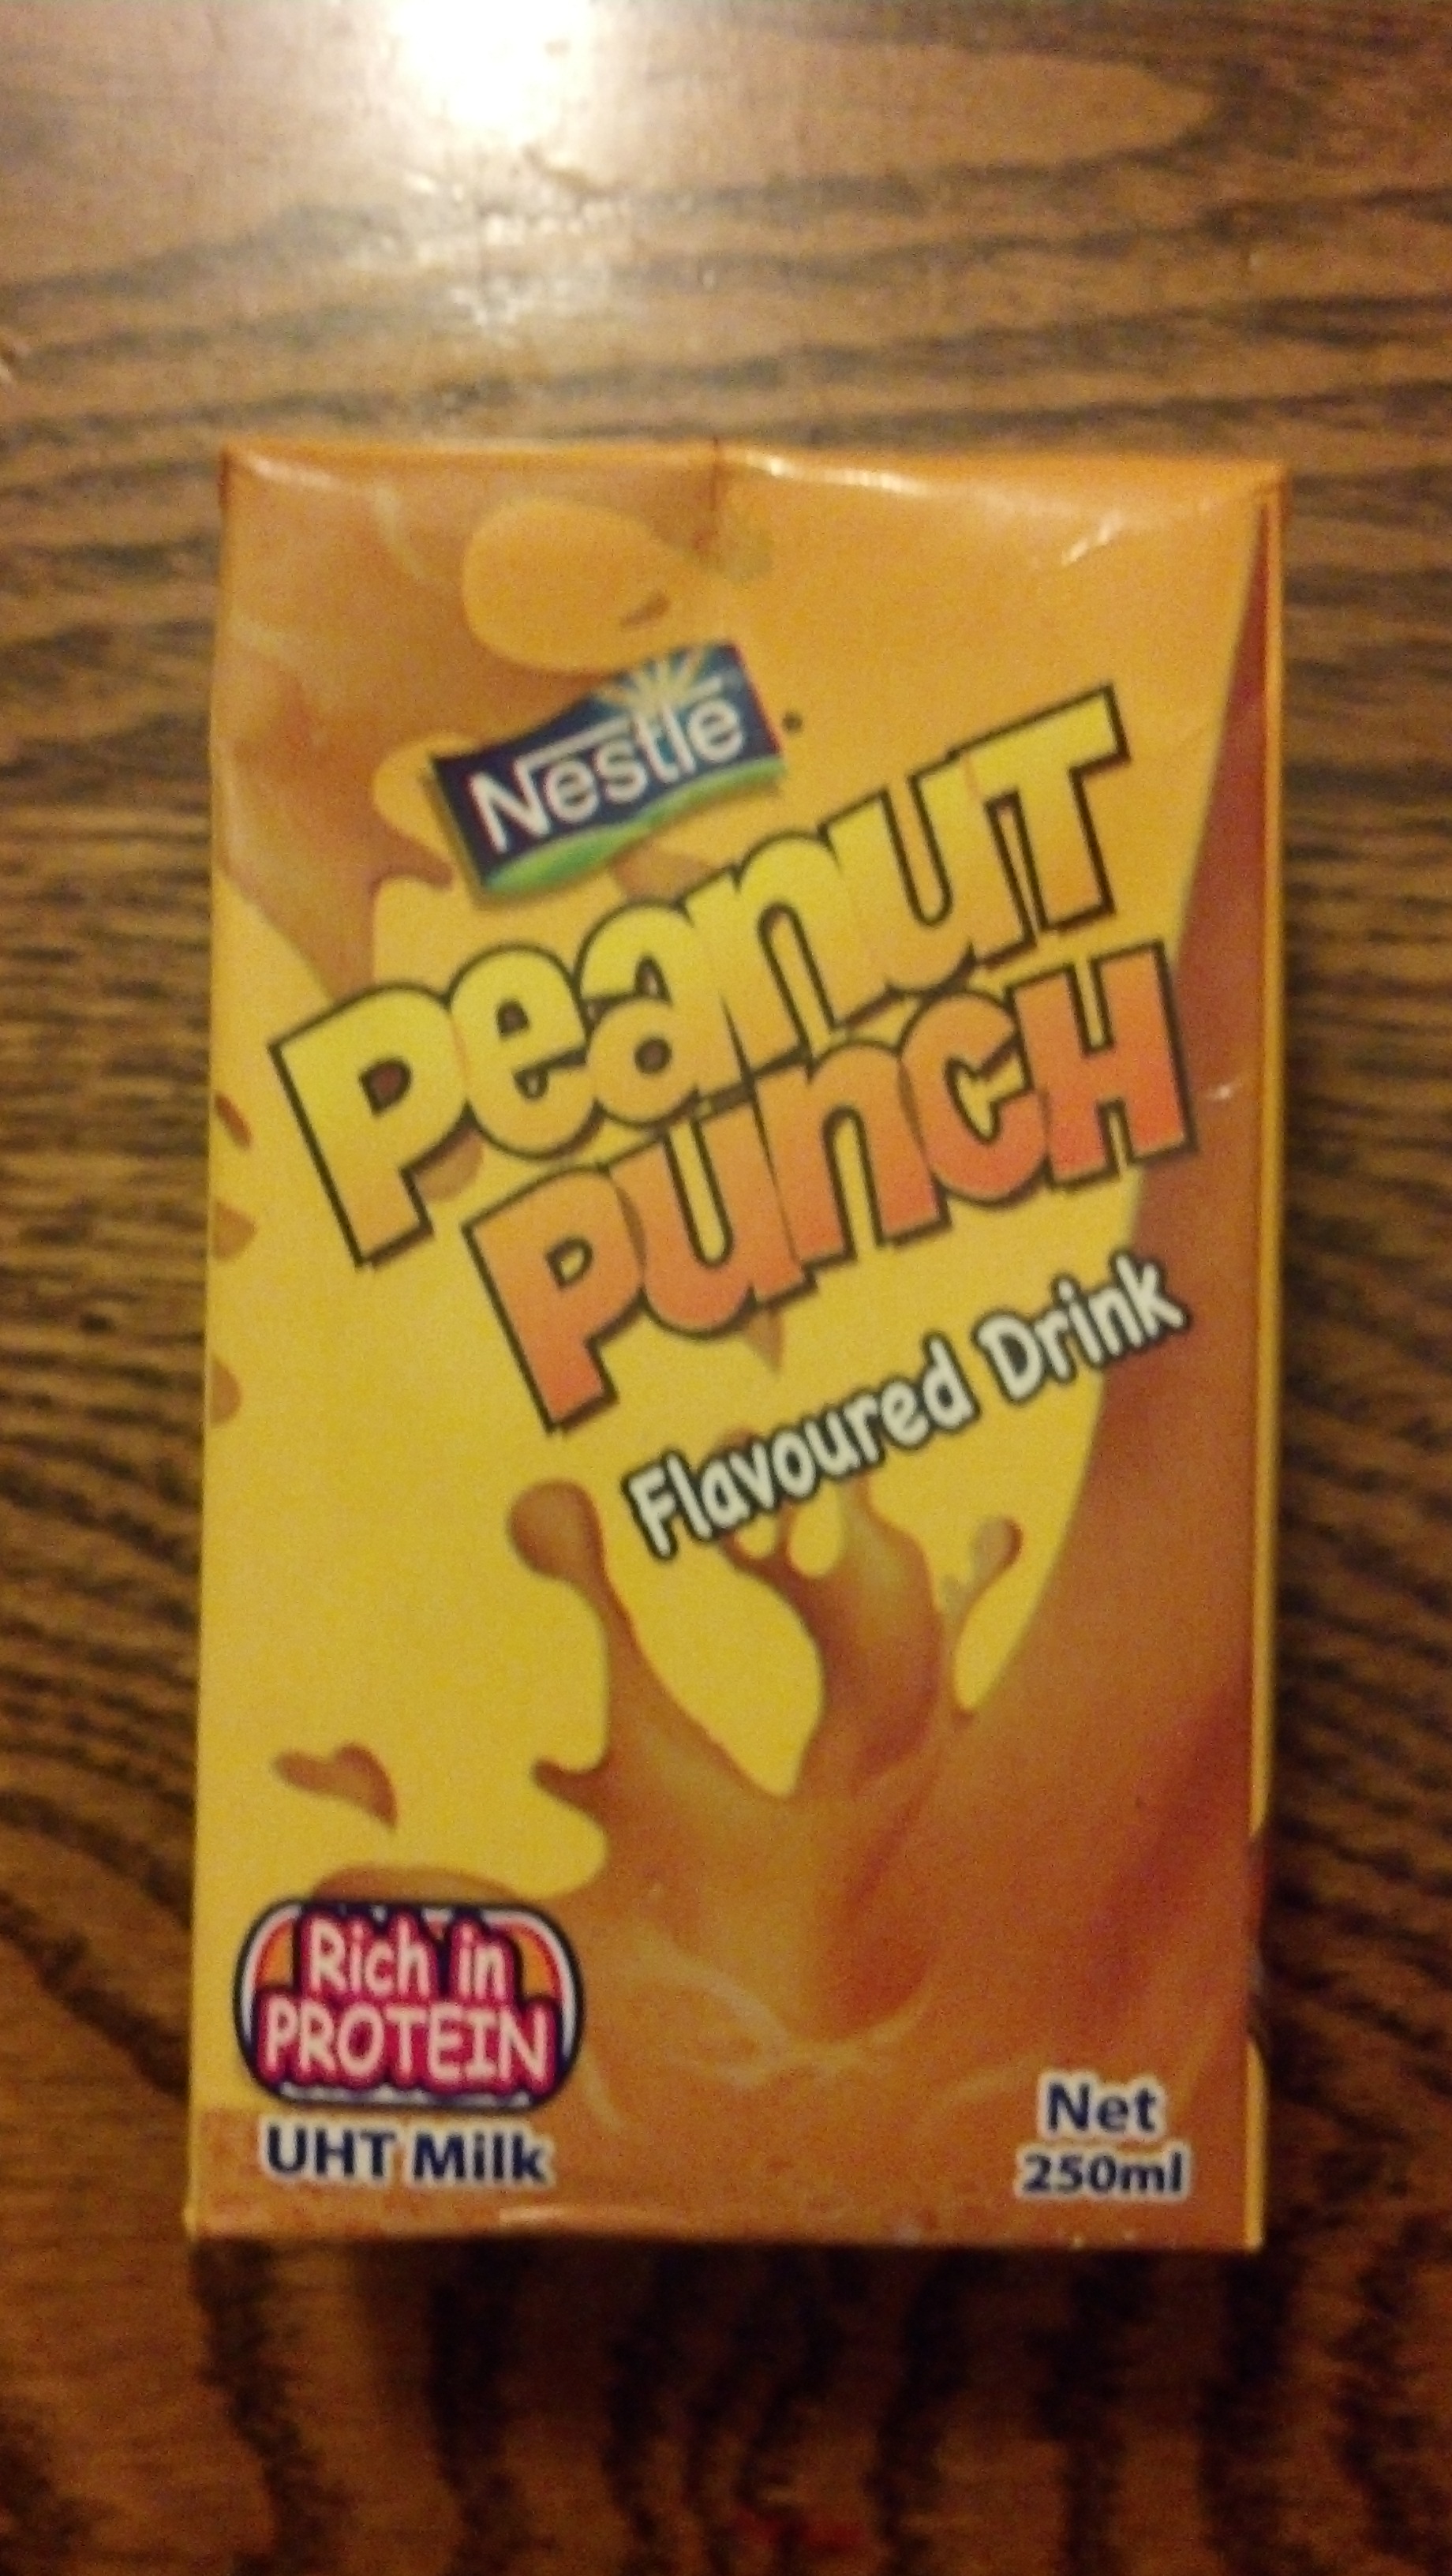 Nestle
Peanut
Punch
Flavoured Drink
Rich in
PROTEIN
UHT Milk
Net
250ml